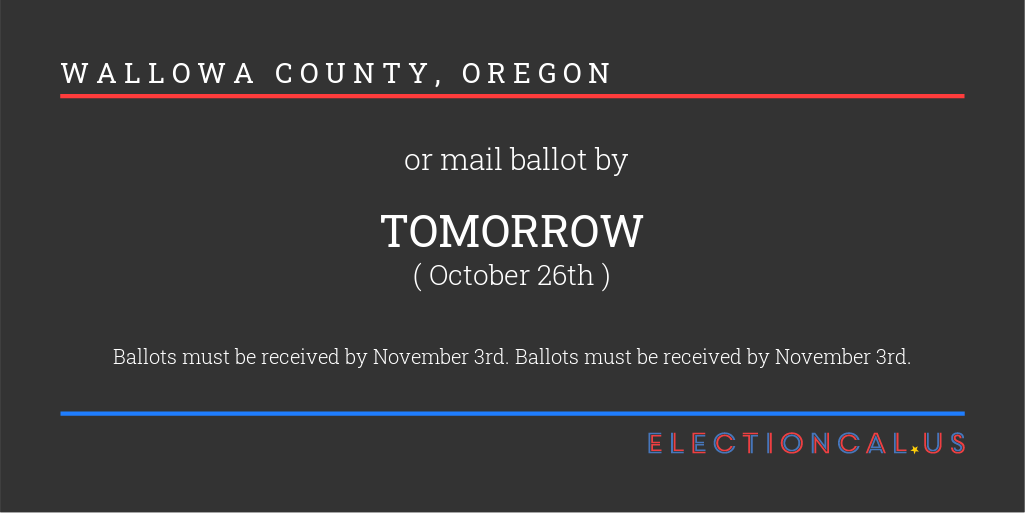 WALLOWA COUNTY, OREGON
or mail ballot by
TOMORROW
( October 26th )
Ballots must be received by November 3rd. Ballots must be received by November 3rd.
ELECTIONCAL.US